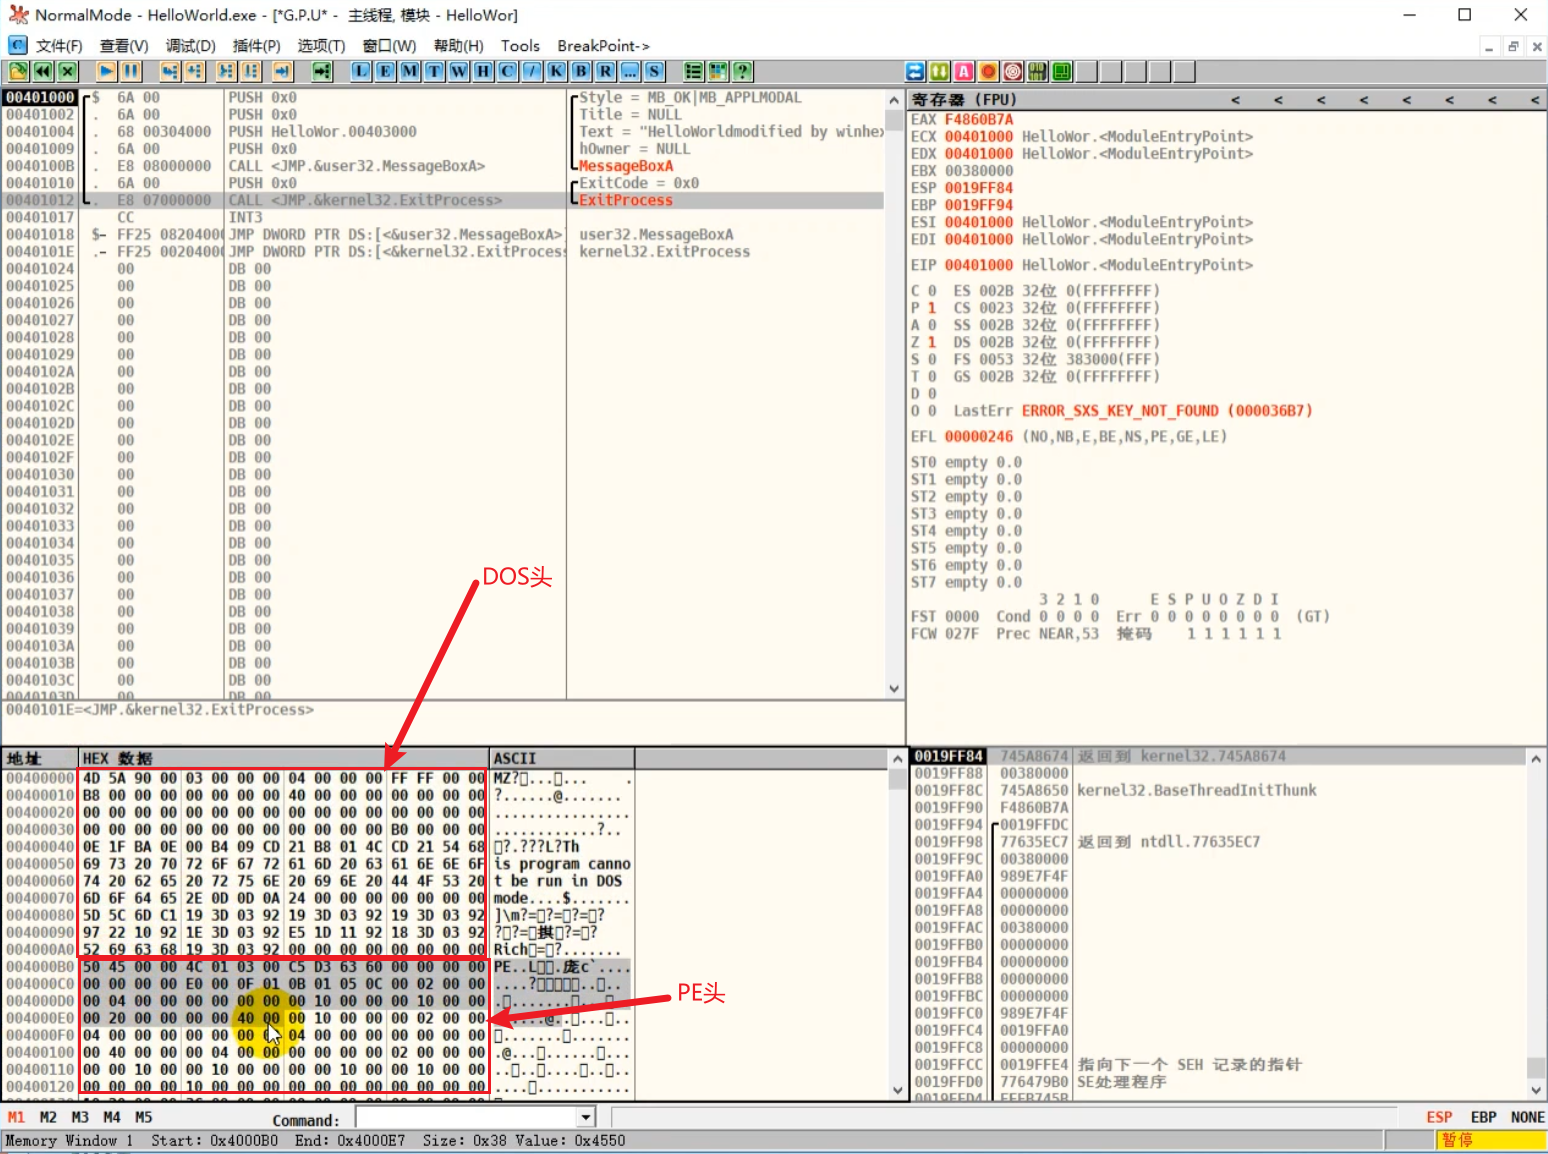 NormalMode - HelloWorld.exe - [*G.P.U* - 主线程, 模块 - HelloWor]
文件(F) 查看(V) 调试(D) 插件(P) 选项(T) 窗口(W) 帮助(H) Tools BreakPoint->
L E M T W H C / K B R ... S ?
A
00401000 $ 6A 00 PUSH 0x0 Style = MB_OK|MB_APPLMODAL
00401002 . 6A 00 PUSH 0x0 Title = NULL
00401004 . 68 00304000 PUSH HelloWor.00403000 Text = "HelloWorldmodified by winhex
00401009 . 6A 00 PUSH 0x0 hOwner = NULL
0040100B . E8 08000000 CALL <JMP.&user32.MessageBoxA> MessageBoxA
00401010 . 6A 00 PUSH 0x0 ExitCode = 0x0
00401012 . E8 07000000 CALL <JMP.&kernel32.ExitProcess> ExitProcess
00401017 CC INT3
00401018 $- FF25 08204000 JMP DWORD PTR DS:[<&user32.MessageBoxA>] user32.MessageBoxA
0040101E .- FF25 00204000 JMP DWORD PTR DS:[<&kernel32.ExitProcess kernel32.ExitProcess
00401024 00 DB 00
00401025 00 DB 00
00401026 00 DB 00
00401027 00 DB 00
00401028 00 DB 00
00401029 00 DB 00
0040102A 00 DB 00
0040102B 00 DB 00
0040102C 00 DB 00
0040102D 00 DB 00
0040102E 00 DB 00
0040102F 00 DB 00
00401030 00 DB 00
00401031 00 DB 00
00401032 00 DB 00
00401033 00 DB 00
00401034 00 DB 00
00401035 00 DB 00
00401036 00 DB 00
00401037 00 DB 00
00401038 00 DB 00
00401039 00 DB 00
0040103A 00 DB 00
0040103B 00 DB 00
0040103C 00 DB 00
0040103D 00 DB 00
0040101E=<JMP.&kernel32.ExitProcess>
寄存器 (FPU) < < < < < < < <
EAX F4860B7A
ECX 00401000 HelloWor.<ModuleEntryPoint>
EDX 00401000 HelloWor.<ModuleEntryPoint>
EBX 00380000
ESP 0019FF84
EBP 0019FF94
ESI 00401000 HelloWor.<ModuleEntryPoint>
EDI 00401000 HelloWor.<ModuleEntryPoint>
EIP 00401000 HelloWor.<ModuleEntryPoint>
C 0 ES 002B 32位 0(FFFFFFFF)
P 1 CS 0023 32位 0(FFFFFFFF)
A 0 SS 002B 32位 0(FFFFFFFF)
Z 1 DS 002B 32位 0(FFFFFFFF)
S 0 FS 0053 32位 383000(FFF)
T 0 GS 002B 32位 0(FFFFFFFF)
D 0
O 0 LastErr ERROR_SXS_KEY_NOT_FOUND (000036B7)
EFL 00000246 (NO,NB,E,BE,NS,PE,GE,LE)
ST0 empty 0.0
ST1 empty 0.0
ST2 empty 0.0
ST3 empty 0.0
ST4 empty 0.0
ST5 empty 0.0
ST6 empty 0.0
ST7 empty 0.0
3 2 1 0 E S P U O Z D I
FST 0000 Cond 0 0 0 0 Err 0 0 0 0 0 0 0 0 (GT)
FCW 027F Prec NEAR,53 掩码 1 1 1 1 1 1
DOS头
地址 HEX 数据 ASCII
00400000 4D 5A 90 00 03 00 00 00 04 00 00 00 FF FF 00 00 MZ?...... .
00400010 B8 00 00 00 00 00 00 00 40 00 00 00 00 00 00 00 ?......@.......
00400020 00 00 00 00 00 00 00 00 00 00 00 00 00 00 00 00 ................
00400030 00 00 00 00 00 00 00 00 00 00 00 00 B0 00 00 00 ............?..
00400040 0E 1F BA 0E 00 B4 09 CD 21 B8 01 4C CD 21 54 68 ?.???L?Th
00400050 69 73 20 70 72 6F 67 72 61 6D 20 63 61 6E 6E 6F is program canno
00400060 74 20 62 65 20 72 75 6E 20 69 6E 20 44 4F 53 20 t be run in DOS
00400070 6D 6F 64 65 2E 0D 0D 0A 24 00 00 00 00 00 00 00 mode....$.......
00400080 5D 5C 6D C1 19 3D 03 92 19 3D 03 92 19 3D 03 92 ]\m?=?=?=?
00400090 97 22 10 92 1E 3D 03 92 E5 1D 11 92 18 3D 03 92 ??=?=?
004000A0 52 69 63 68 19 3D 03 92 00 00 00 00 00 00 00 00 Rich=?........
004000B0 50 45 00 00 4C 01 03 00 C5 D3 63 60 00 00 00 00 PE..L.庞c`....
004000C0 00 00 00 00 E0 00 0F 01 0B 01 05 0C 00 02 00 00 ....?....
004000D0 00 04 00 00 00 00 00 00 00 10 00 00 00 10 00 00
004000E0 00 20 00 00 00 00 40 00 00 10 00 00 00 02 00 00 .....@.....
004000F0 04 00 00 00 00 00 00 00 04 00 00 00 00 00 00 00
00400100 00 40 00 00 00 04 00 00 00 00 00 00 02 00 00 00 .@...........
00400110 00 00 10 00 00 10 00 00 00 00 10 00 00 10 00 00
00400120 00 00 00 00 10 00 00 00 00 00 00 00 00 00 00 00
PE头
0019FF84 745A8674 返回到 kernel32.745A8674
0019FF88 00380000
0019FF8C 745A8650 kernel32.BaseThreadInitThunk
0019FF90 F4860B7A
0019FF94 0019FFDC
0019FF98 77635EC7 返回到 ntdll.77635EC7
0019FF9C 00380000
0019FFA0 989E7F4F
0019FFA4 00000000
0019FFA8 00000000
0019FFAC 00380000
0019FFB0 00000000
0019FFB4 00000000
0019FFB8 00000000
0019FFBC 00000000
0019FFC0 989E7F4F
0019FFC4 0019FFA0
0019FFC8 00000000
0019FFCC 0019FFE4 指向下一个 SEH 记录的指针
0019FFD0 776479B0 SE处理程序
0019FFD4 FFFB745B
M1 M2 M3 M4 M5 Command: ESP EBP NONE
Memory Window 1 Start: 0x4000B0 End: 0x4000E7 Size: 0x38 Value: 0x4550 暂停